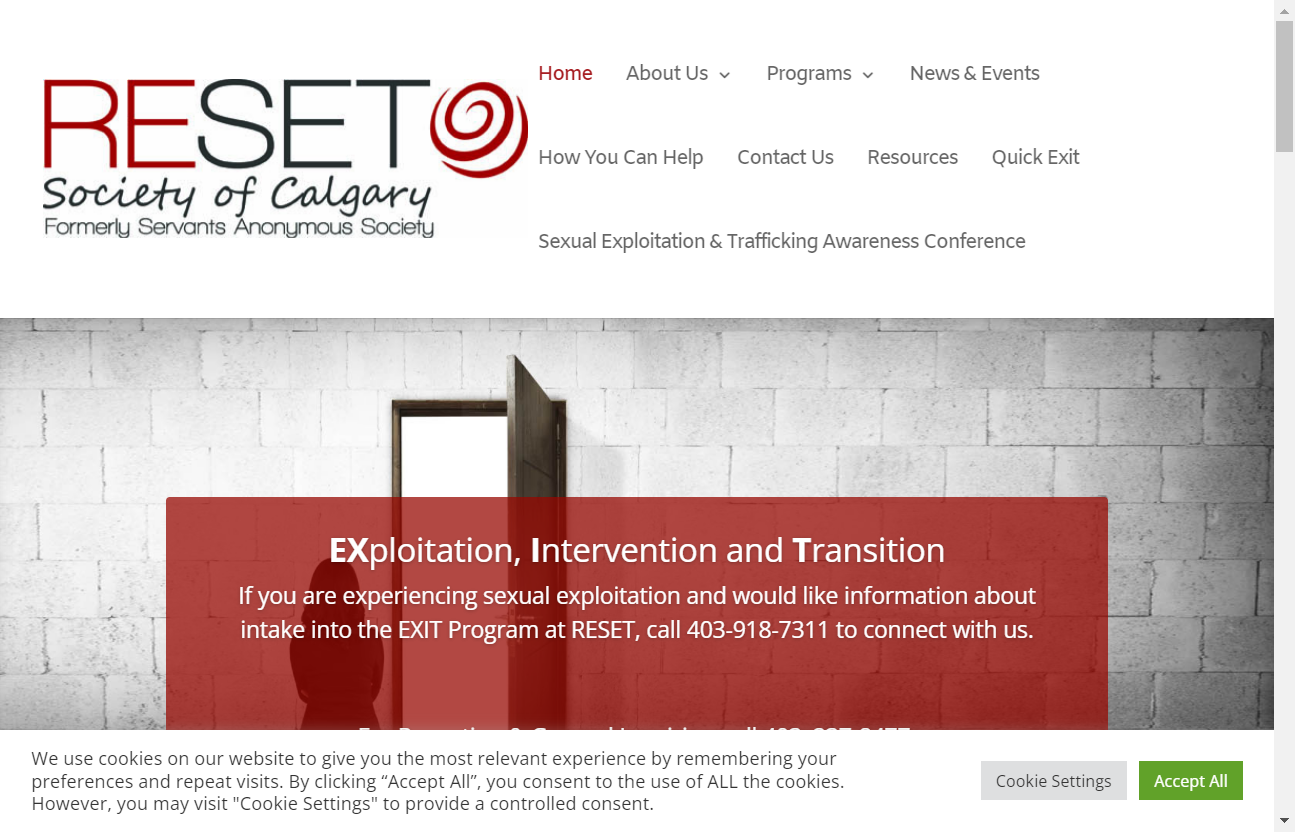 RESET
Society of Calgary
Formerly Servants Anonymous Society
Home About Us Programs News & Events
How You Can Help Contact Us Resources Quick Exit
Sexual Exploitation & Trafficking Awareness Conference
EXploitation, Intervention and Transition
If you are experiencing sexual exploitation and would like information about
intake into the EXIT Program at RESET, call 403-918-7311 to connect with us.
We use cookies on our website to give you the most relevant experience by remembering your
preferences and repeat visits. By clicking “Accept All”, you consent to the use of ALL the cookies.
However, you may visit "Cookie Settings" to provide a controlled consent.
Cookie Settings Accept All